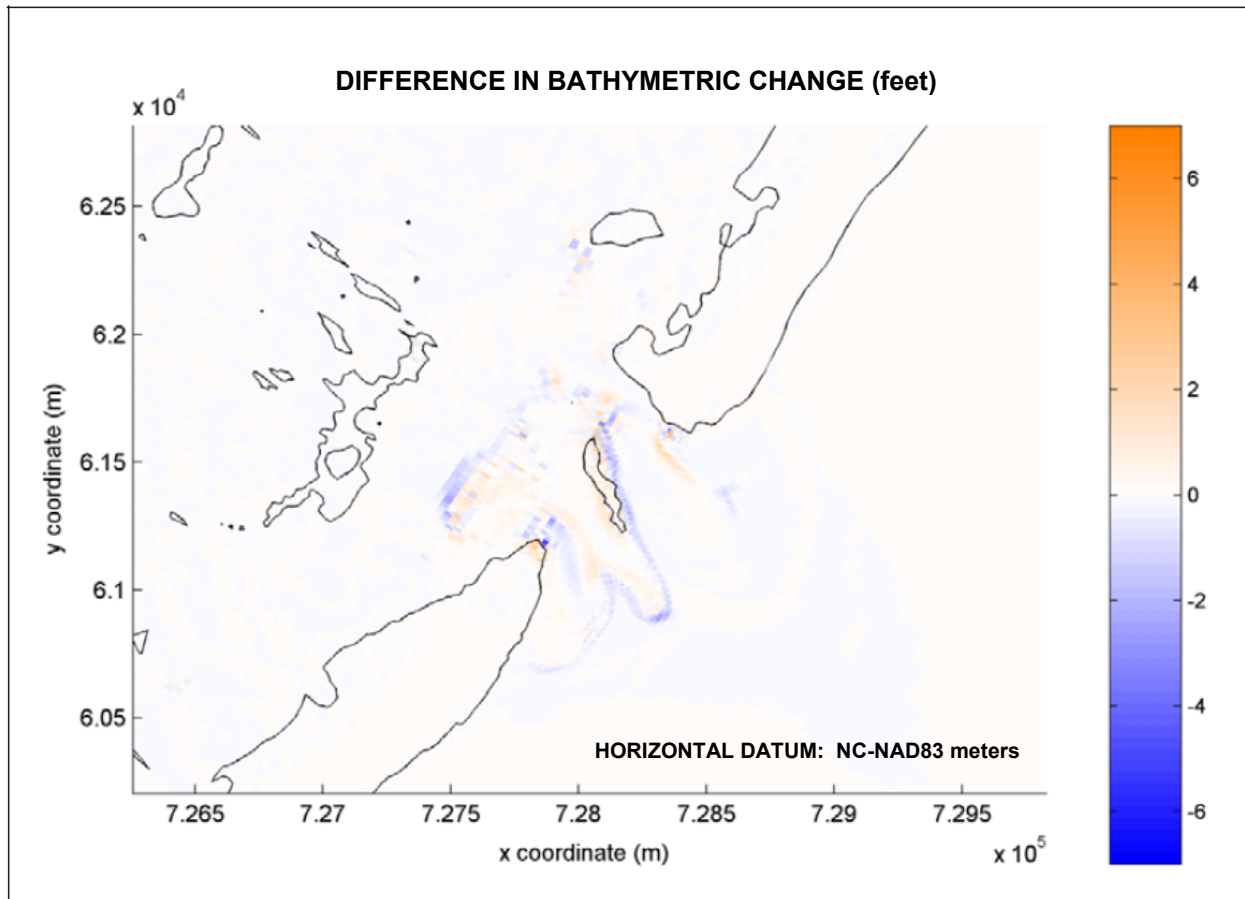 DIFFERENCE IN BATHYMETRIC CHANGE (feet)
x 10^4
6.25
6.2
6.15
6.1
6.05
y coordinate (m)
HORIZONTAL DATUM: NC-NAD83 meters
7.265 7.27 7.275 7.28 7.285 7.29 7.295
x coordinate (m)
x 10^5
6
4
2
0
-2
-4
-6